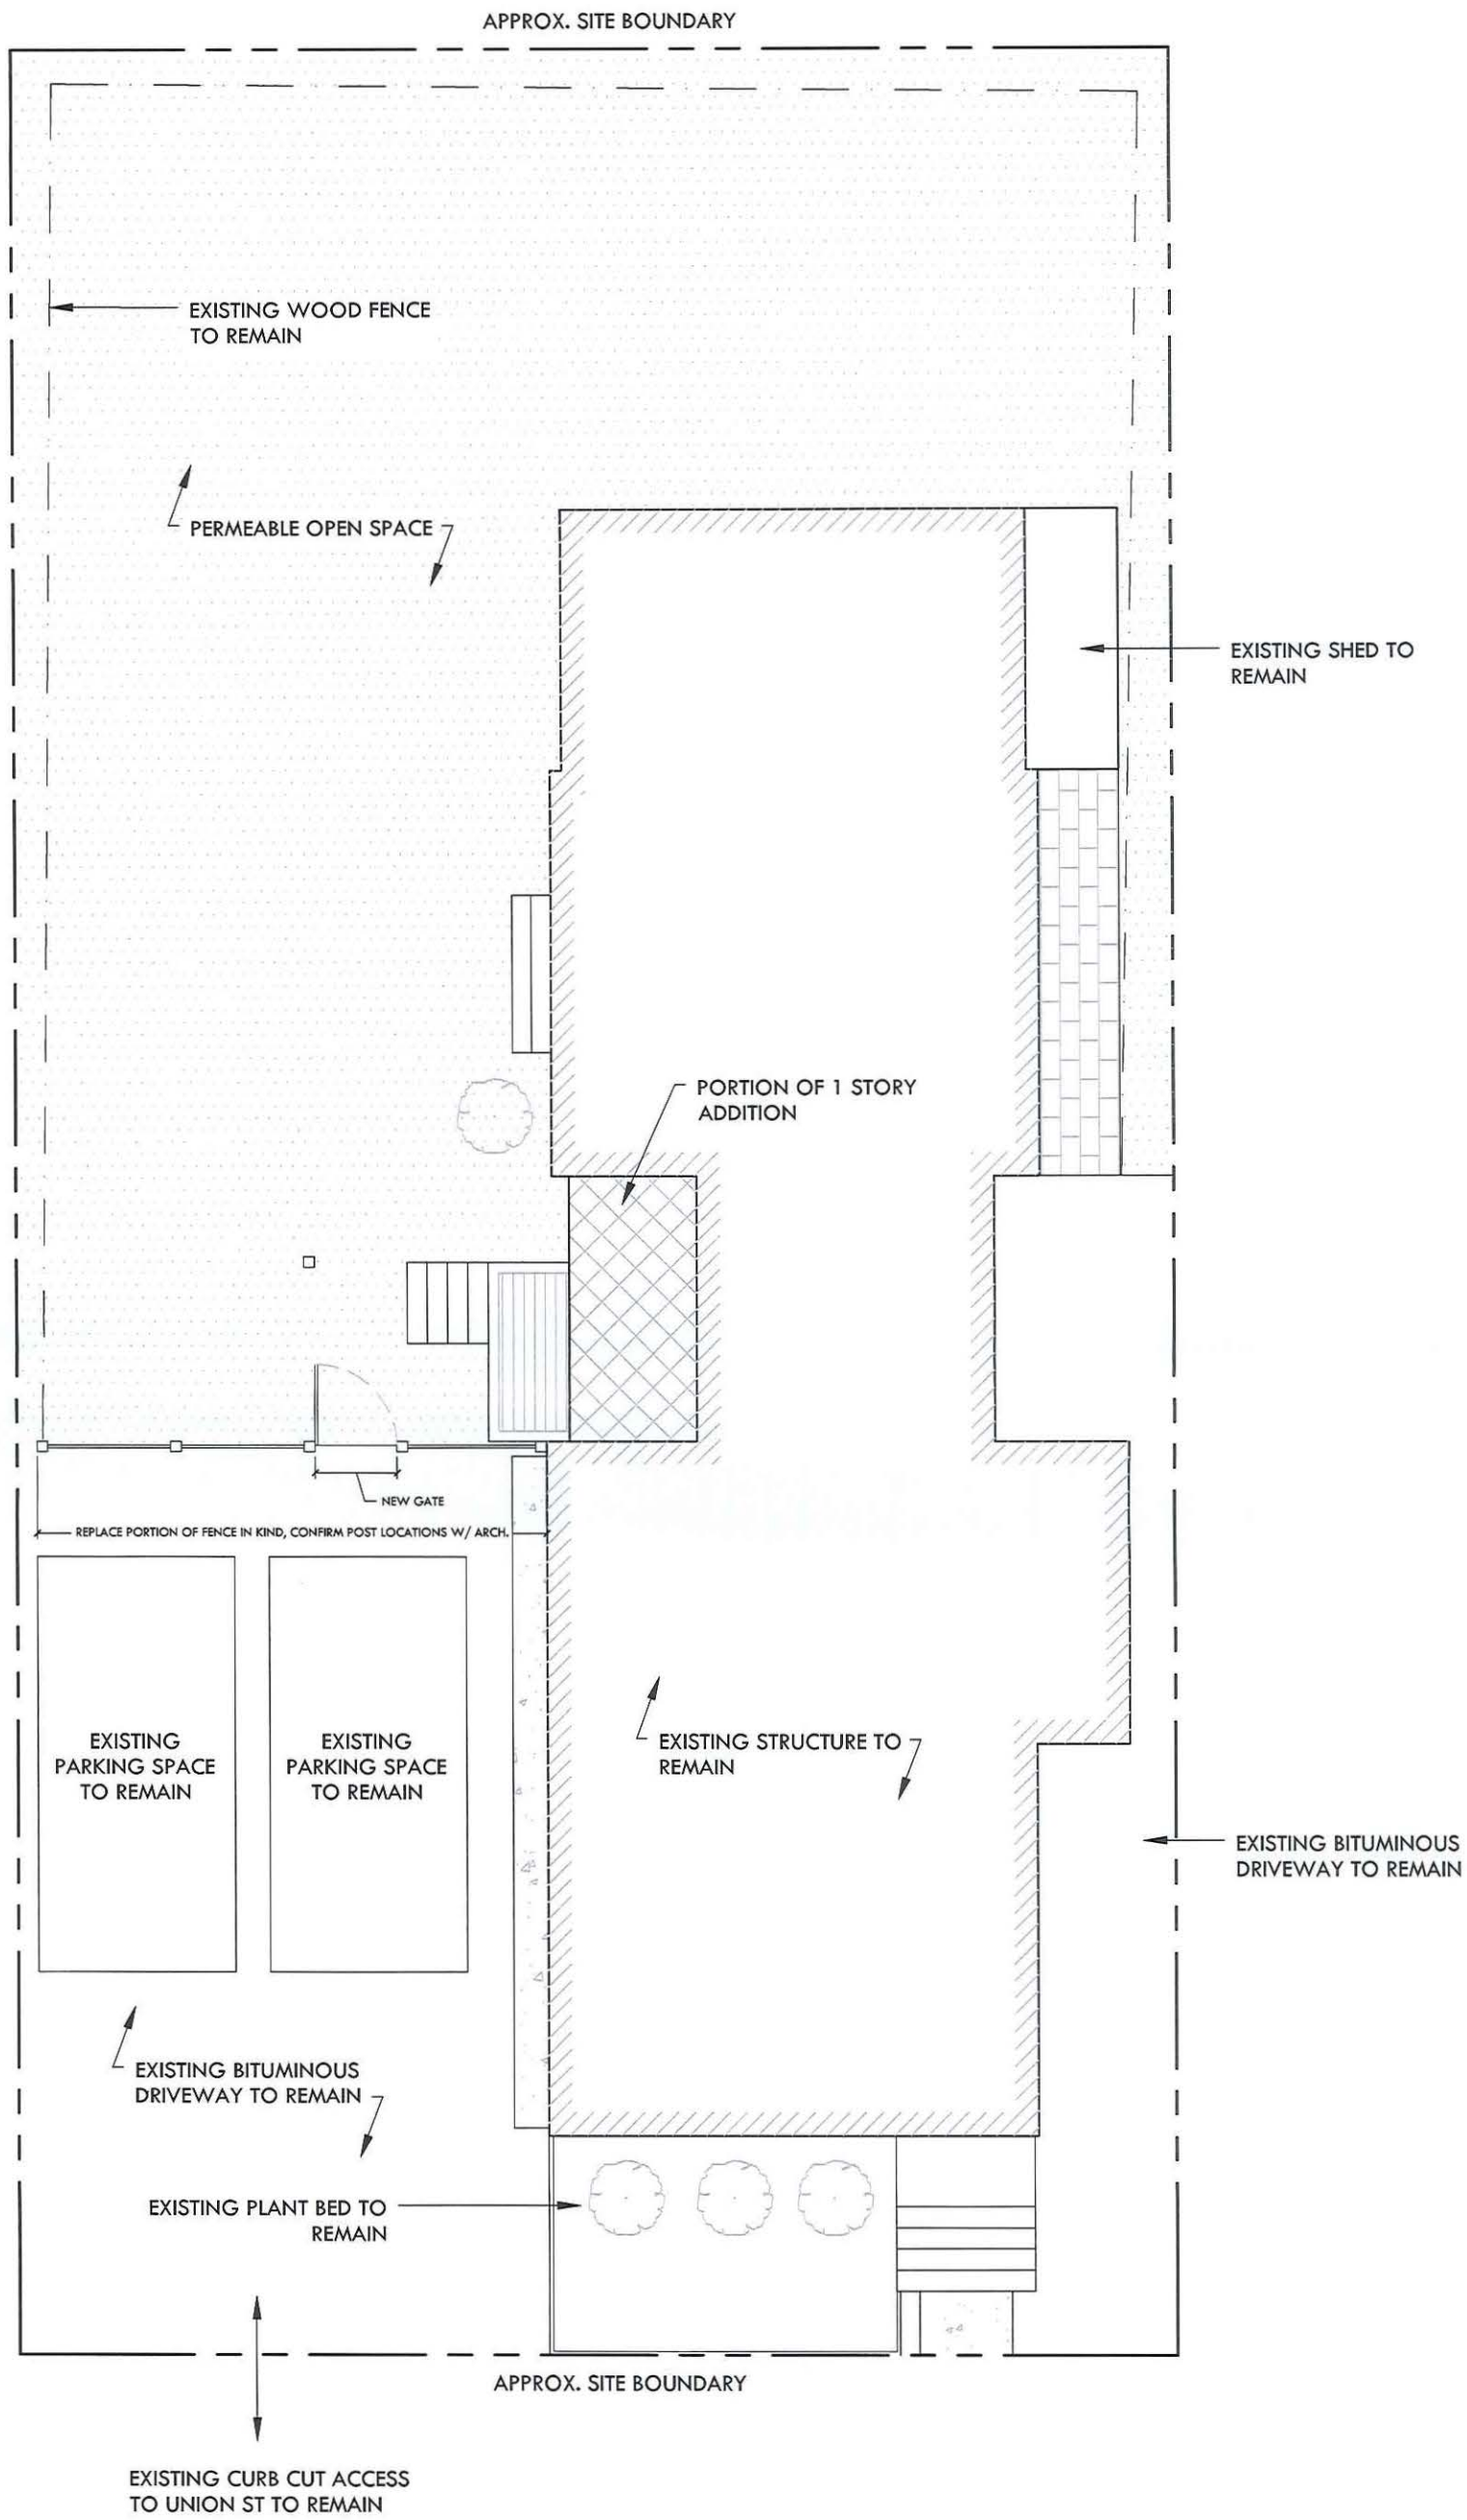 APPROX. SITE BOUNDARY
EXISTING WOOD FENCE
TO REMAIN
PERMEABLE OPEN SPACE
EXISTING SHED TO
REMAIN
PORTION OF 1 STORY
ADDITION
NEW GATE
REPLACE PORTION OF FENCE IN KIND, CONFIRM POST LOCATIONS W/ ARCH.
EXISTING
PARKING SPACE
TO REMAIN
EXISTING
PARKING SPACE
TO REMAIN
EXISTING STRUCTURE TO
REMAIN
EXISTING BITUMINOUS
DRIVEWAY TO REMAIN
EXISTING BITUMINOUS
DRIVEWAY TO REMAIN
EXISTING PLANT BED TO
REMAIN
APPROX. SITE BOUNDARY
EXISTING CURB CUT ACCESS
TO UNION ST TO REMAIN